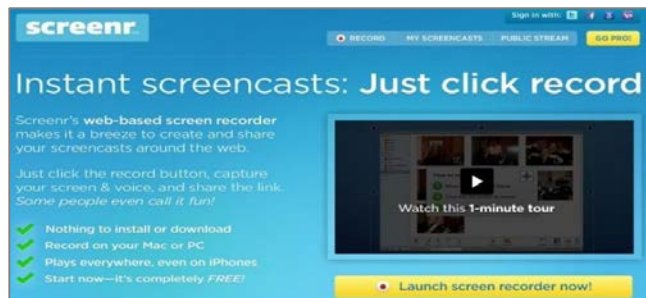 Sign in with:
screenr
RECORD MY SCREENCASTS PUBLIC STREAM GO PRO!
Instant screencasts: Just click record
Screenr's web-based screen recorder
makes it a breeze to create and share
your screencasts around the web.
Just click the record button, capture
your screen & voice, and share the link.
Some people even call it fun!
Nothing to install or download
Record on your Mac or PC
Plays everywhere, even on iPhones
Start now—it's completely FREE!
Watch this 1-minute tour
Launch screen recorder now!